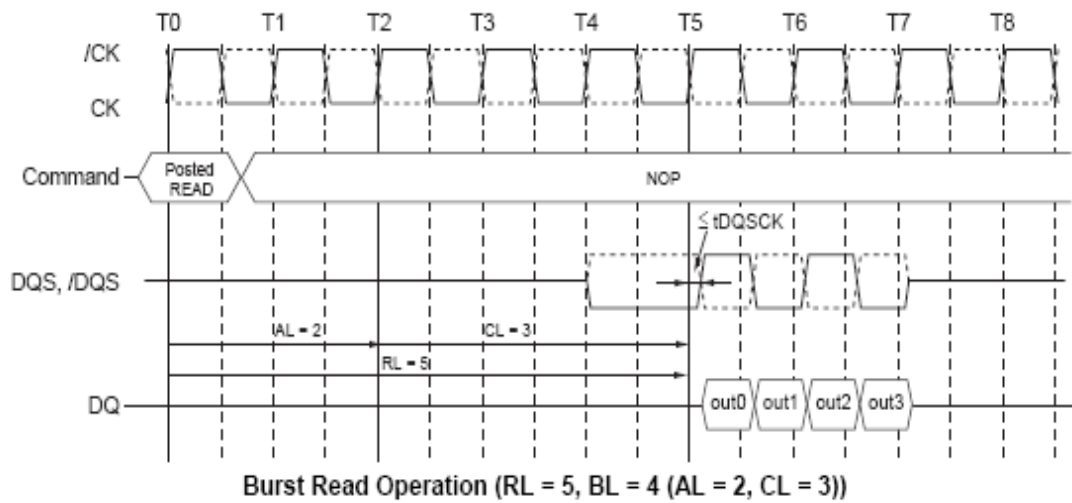 T0 T1 T2 T3 T4 T5 T6 T7 T8
/CK
CK
Command
Posted
READ
NOP
≤ tDQSCK
DQS, /DQS
AL = 2
CL = 3
RL = 5
DQ
out0 out1 out2 out3
Burst Read Operation (RL = 5, BL = 4 (AL = 2, CL = 3))